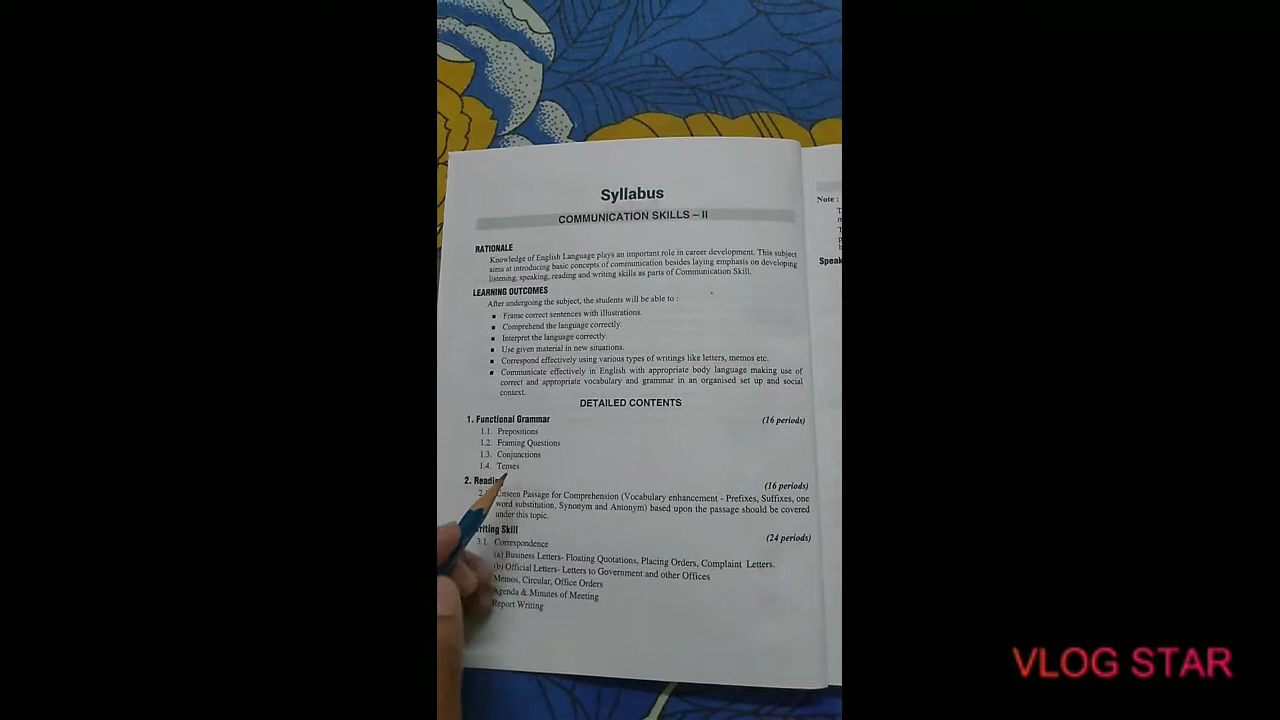 Syllabus
COMMUNICATION SKILLS – II
RATIONALE
Knowledge of English Language plays an important role in career development. This subject
aims at introducing basic concepts of communication besides laying emphasis on developing
listening, speaking, reading and writing skills as parts of Communication Skill.
LEARNING OUTCOMES
After undergoing the subject, the students will be able to :
▪ Frame correct sentences with illustrations.
▪ Comprehend the language correctly.
▪ Interpret the language correctly.
▪ Use given material in new situations.
▪ Correspond effectively using various types of writings like letters, memos etc.
▪ Communicate effectively in English with appropriate body language making use of
correct and appropriate vocabulary and grammar in an organised set up and social
context.
DETAILED CONTENTS
1. Functional Grammar (16 periods)
1.1. Prepositions
1.2. Framing Questions
1.3. Conjunctions
1.4. Tenses
2. Readi (16 periods)
2. Unseen Passage for Comprehension (Vocabulary enhancement - Prefixes, Suffixes, one
word substitution, Synonym and Antonym) based upon the passage should be covered
under this topic.
riting Skill (24 periods)
3.1. Correspondence
(a) Business Letters- Floating Quotations, Placing Orders, Complaint Letters.
(b) Official Letters- Letters to Government and other Offices
Memos, Circular, Office Orders
Agenda & Minutes of Meeting
Report Writing
Note :
Speak
VLOG STAR